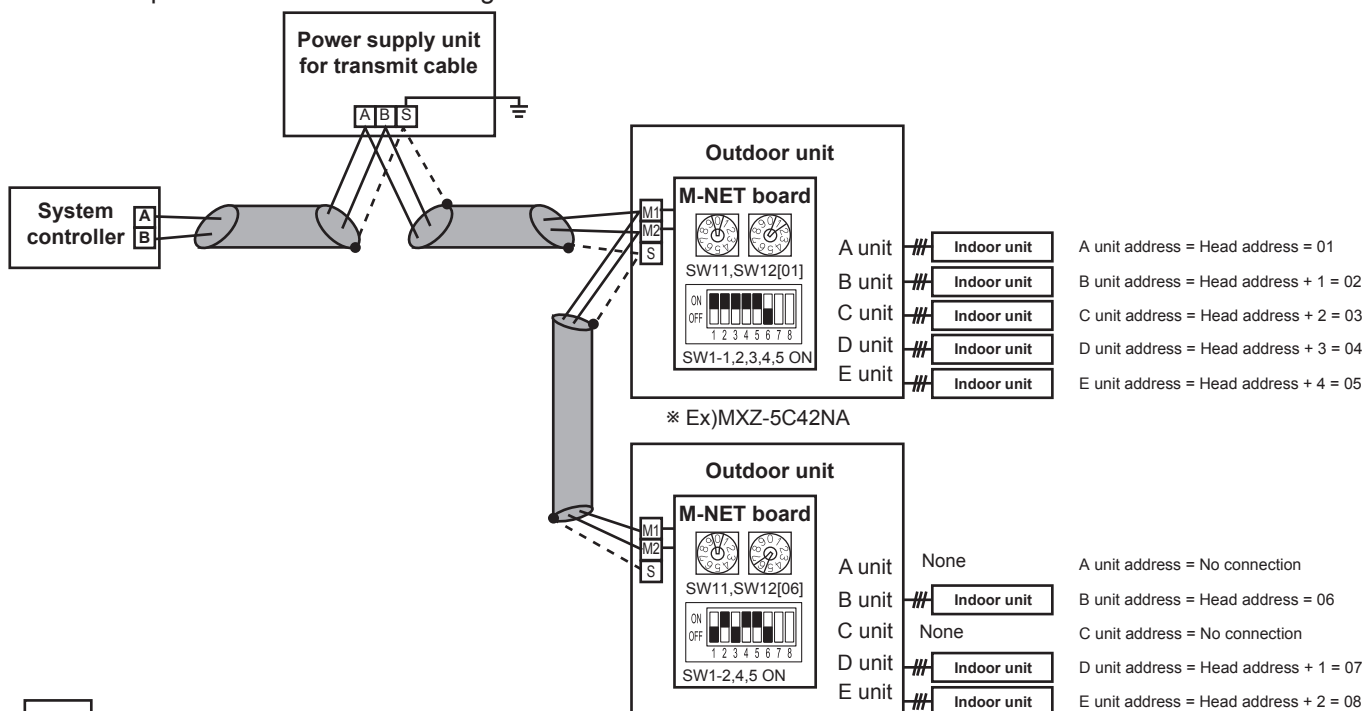 Power supply unit
for transmit cable
A B S
System
controller
A
B
Outdoor unit
M-NET board
M1
M2
S
SW11,SW12[01]
ON
OFF
1 2 3 4 5 6 7 8
SW1-1,2,3,4,5 ON
A unit Indoor unit A unit address = Head address = 01
B unit Indoor unit B unit address = Head address + 1 = 02
C unit Indoor unit C unit address = Head address + 2 = 03
D unit Indoor unit D unit address = Head address + 3 = 04
E unit Indoor unit E unit address = Head address + 4 = 05
※ Ex)MXZ-5C42NA
Outdoor unit
M-NET board
M1
M2
S
SW11,SW12[06]
ON
OFF
1 2 3 4 5 6 7 8
SW1-2,4,5 ON
A unit None A unit address = No connection
B unit Indoor unit B unit address = Head address = 06
C unit None C unit address = No connection
D unit Indoor unit D unit address = Head address + 1 = 07
E unit Indoor unit E unit address = Head address + 2 = 08